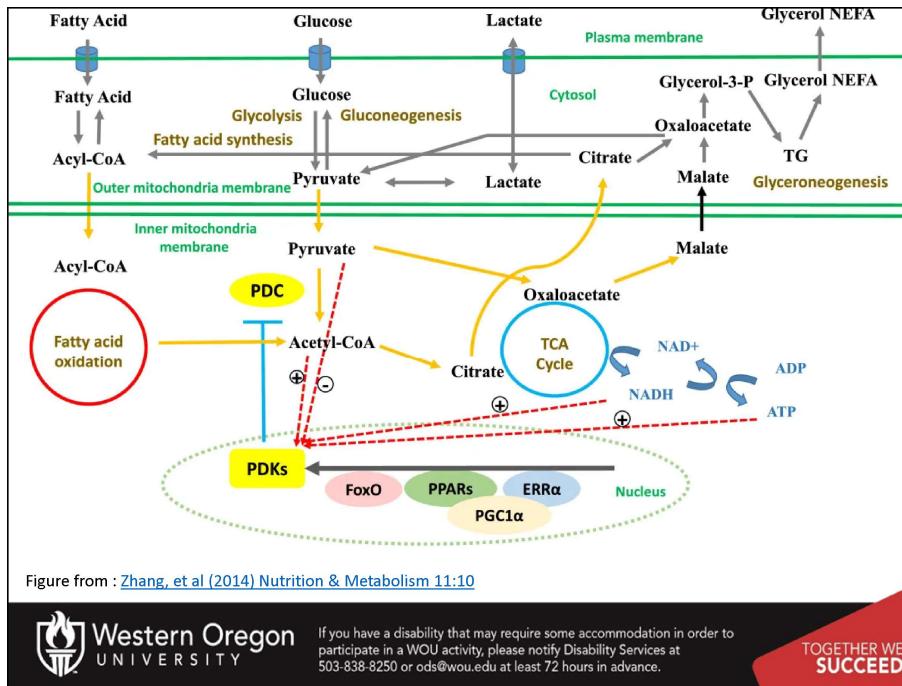 Fatty Acid
Glucose
Lactate
Glycerol NEFA
Plasma membrane
Fatty Acid
Glucose
Cytosol
Glycerol-3-P
Glycerol NEFA
Glycolysis
Gluconeogenesis
Fatty acid synthesis
Oxaloacetate
Acyl-CoA
Citrate
TG
Pyruvate
Lactate
Malate
Glyceroneogenesis
Outer mitochondria membrane
Inner mitochondria
membrane
Pyruvate
Malate
Acyl-CoA
PDC
Oxaloacetate
Fatty acid
oxidation
Acetyl-CoA
TCA
Cycle
NAD+
Citrate
NADH
ADP
ATP
+
-
+
+
PDKs
FoxO
PPARs
ERRα
PGC1α
Nucleus
Figure from : Zhang, et al (2014) Nutrition & Metabolism 11:10
Western Oregon
UNIVERSITY
If you have a disability that may require some accommodation in order to
participate in a WOU activity, please notify Disability Services at
503-838-8250 or ods@wou.edu at least 72 hours in advance.
TOGETHER WE
SUCCEED